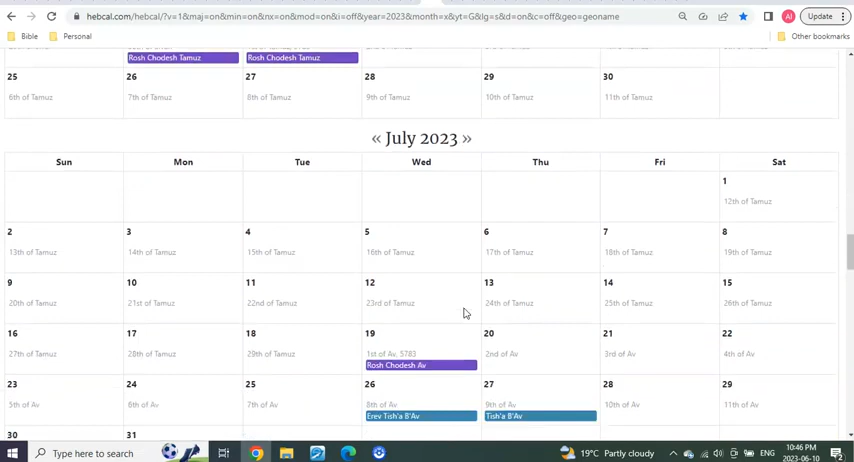 hebcal.com/hebcal/?v=1&maj=on&min=on&nx=on&mod=on&i=off&year=2023&month=x&yt=G&lg=s&d=on&c=off&geo=geoname
AI
Update
Bible
Personal
Other bookmarks
Rosh Chodesh Tamuz
Rosh Chodesh Tamuz
25
26
27
28
29
30
6th of Tamuz
7th of Tamuz
8th of Tamuz
9th of Tamuz
10th of Tamuz
11th of Tamuz
« July 2023 »
Sun
Mon
Tue
Wed
Thu
Fri
Sat
1
12th of Tamuz
2
3
4
5
6
7
8
13th of Tamuz
14th of Tamuz
15th of Tamuz
16th of Tamuz
17th of Tamuz
18th of Tamuz
19th of Tamuz
9
10
11
12
13
14
15
20th of Tamuz
21st of Tamuz
22nd of Tamuz
23rd of Tamuz
24th of Tamuz
25th of Tamuz
26th of Tamuz
16
17
18
19
20
21
22
27th of Tamuz
28th of Tamuz
29th of Tamuz
1st of Av, 5783
2nd of Av
3rd of Av
4th of Av
Rosh Chodesh Av
23
24
25
26
27
28
29
5th of Av
6th of Av
7th of Av
8th of Av
9th of Av
10th of Av
11th of Av
Erev Tish'a B'Av
Tish'a B'Av
30
31
Type here to search
19°C Partly cloudy
ENG
10:46 PM
2023-06-10
2